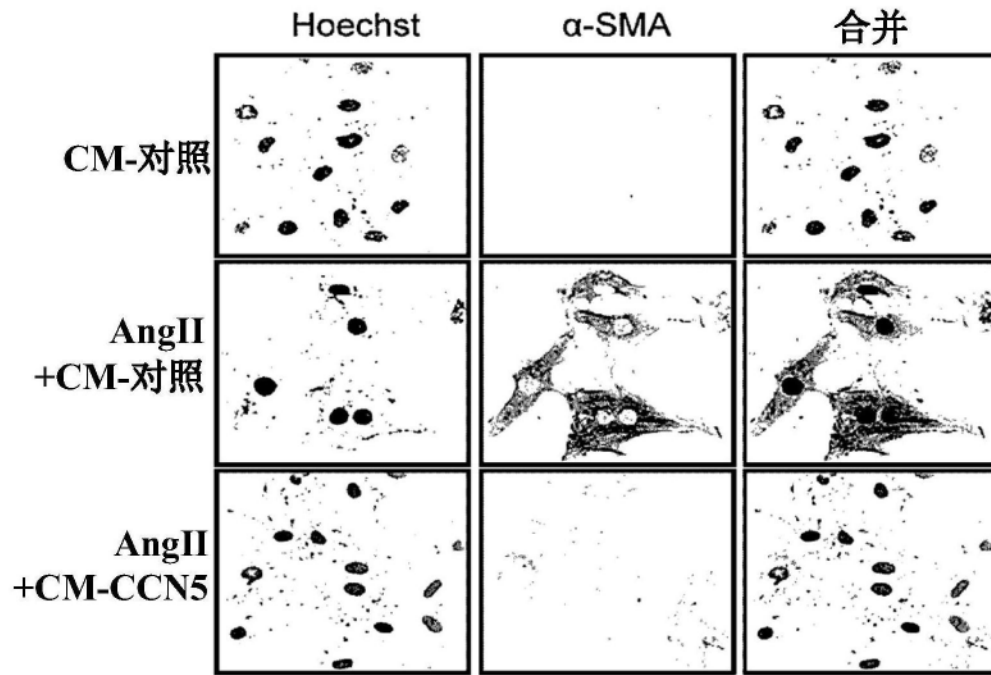 Hoechst α-SMA 合并
CM-对照
AngII
+CM-对照
AngII
+CM-CCN5